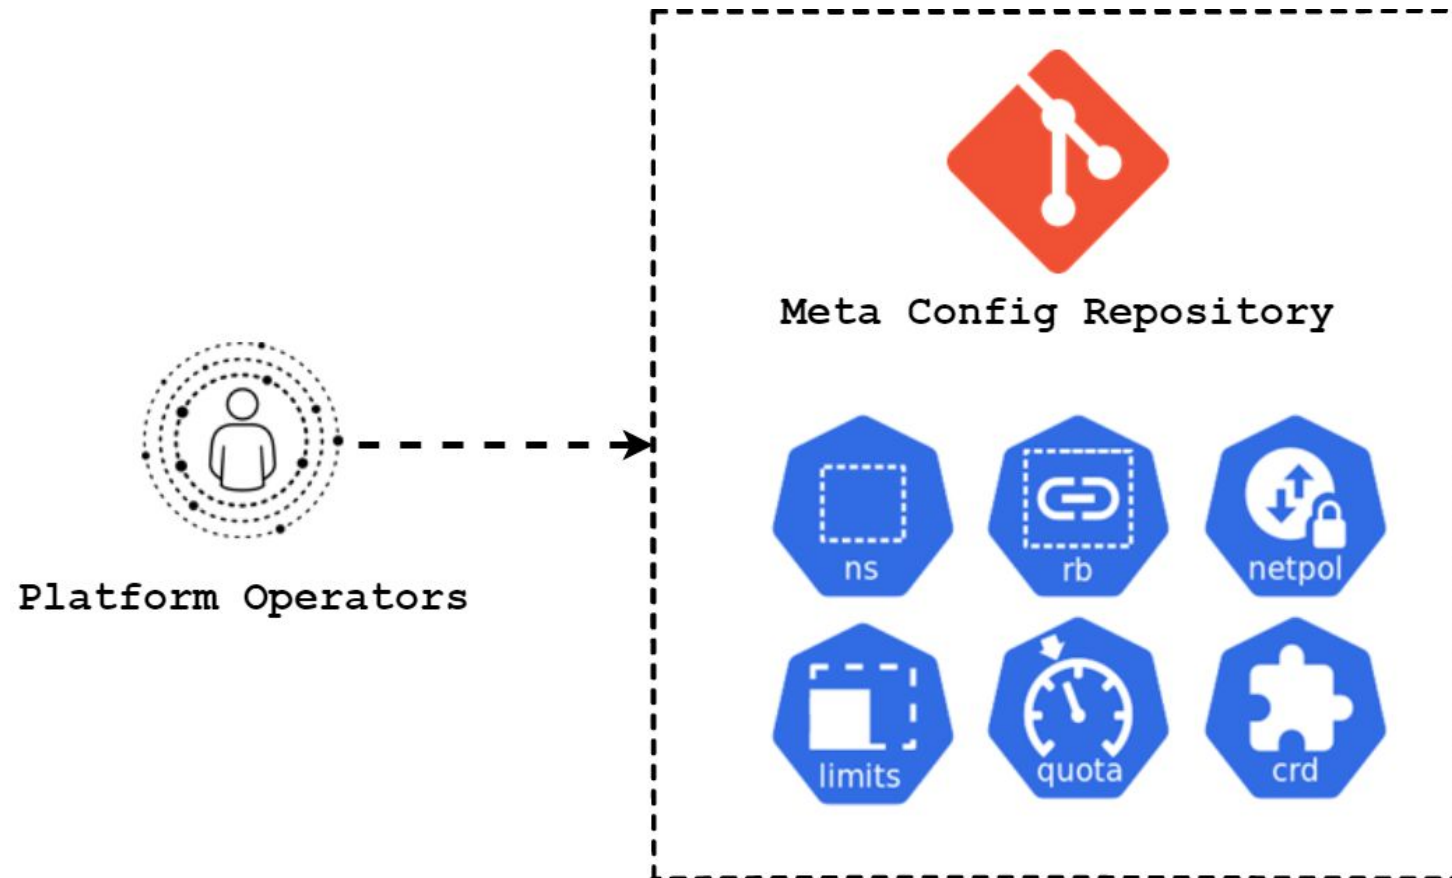 Meta Config Repository
ns
rb
netpol
Platform Operators
limits
quota
crd